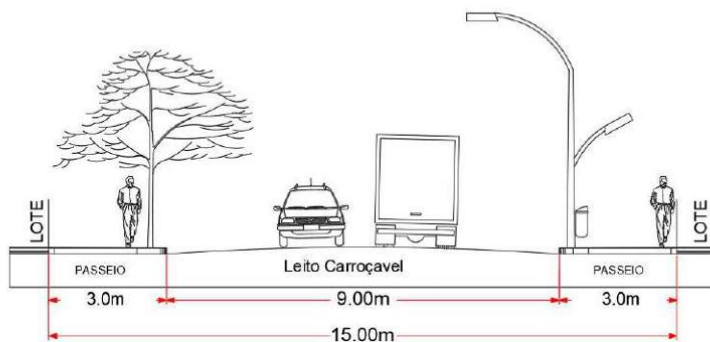 LOTE
LOTE
PASSEIO
Leito Carroçavel
PASSEIO
3.0m
9.00m
3.0m
15.00m